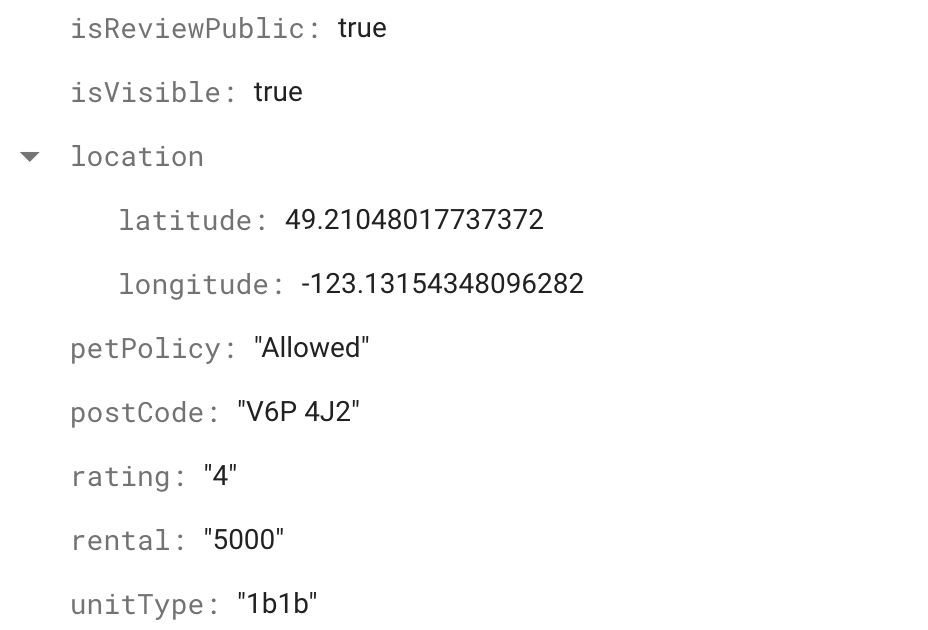 isReviewPublic: true
isVisible: true
location
latitude: 49.21048017737372
longitude: -123.13154348096282
petPolicy: "Allowed"
postCode: "V6P 4J2"
rating: "4"
rental: "5000"
unitType: "1b1b"